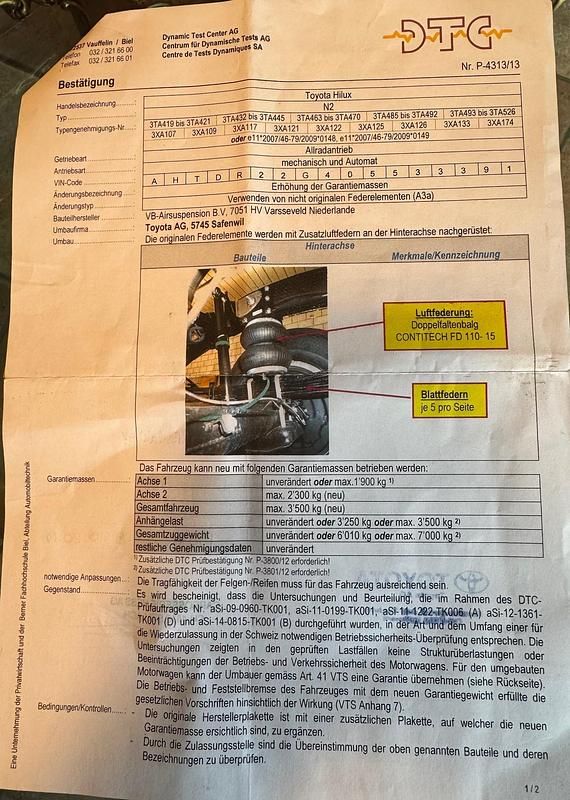 2537 Vauffelin / Biel
Telefon 032 / 321 66 00
Telefax 032 / 321 66 01
Dynamic Test Center AG
Centrum für Dynamische Tests AG
Centre de Tests Dynamiques SA
DTC
Nr. P-4313/13
Bestätigung
Handelsbezeichnung Toyota Hilux
N2
Typ 3TA419 bis 3TA421 3TA432 bis 3TA445 3TA463 bis 3TA470 3TA485 bis 3TA492 3TA493 bis 3TA526
Typengenehmigungs-Nr. 3XA107 3XA109 3XA117 3XA121 3XA122 3XA125 3XA126 3XA133 3XA174
oder e11*2007/46-79/2009*0148, e11*2007/46-79/2009*0149
Getriebeart Allradantrieb
Antriebsart mechanisch und Automat
VIN-Code A H T D R 2 2 G 4 0 5 5 3 3 3 9 1
Änderungsbezeichnung Erhöhung der Garantiemassen
Änderungstyp Verwenden von nicht originalen Federelementen (A3a)
Bauteilhersteller VB-Airsuspension B.V, 7051 HV Varsseveld Niederlande
Umbaufirma Toyota AG, 5745 Safenwil
Umbau Die originalen Federelemente werden mit Zusatzluftfedern an der Hinterachse nachgerüstet:
Hinterachse
Bauteile Merkmale/Kennzeichnung
Luftfederung:
Doppelfaltenbalg
CONTITECH FD 110- 15
Blattfedern
je 5 pro Seite
Das Fahrzeug kann neu mit folgenden Garantiemassen betrieben werden:
Garantiemassen Achse 1 unverändert oder max.1'900 kg 1)
Achse 2 max. 2'300 kg (neu)
Gesamtfahrzeug max. 3'500 kg (neu)
Anhängelast unverändert oder 3'250 kg oder max. 3'500 kg 2)
Gesamtzuggewicht unverändert oder 6'010 kg oder max. 7'000 kg 2)
restliche Genehmigungsdaten unverändert
1) Zusätzliche DTC Prüfbestätigung Nr. P-3800/12 erforderlich!
2) Zusätzliche DTC Prüfbestätigung Nr. P-3801/12 erforderlich!
notwendige Anpassungen Die Tragfähigkeit der Felgen-/Reifen muss für das Fahrzeug ausreichend sein.
Gegenstand Es wird bescheinigt, dass die Untersuchungen und Beurteilung, die im Rahmen des DTC-
Prüfauftrages Nr. aSi-09-0960-TK001, aSi-11-0199-TK001, aSi-11-1222-TK006 (A) aSi-12-1361-
TK001 (D) und aSi-14-0815-TK001 (B) durchgeführt wurden, in der Art und dem Umfang einer für
die Wiederzulassung in der Schweiz notwendigen Betriebssicherheits-Überprüfung entsprechen. Die
Untersuchungen zeigten in den geprüften Lastfällen keine Strukturüberlastungen oder
Beeinträchtigungen der Betriebs- und Verkehrssicherheit des Motorwagens. Für den umgebauten
Motorwagen kann der Umbauer gemäss Art. 41 VTS eine Garantie übernehmen (siehe Rückseite).
Die Betriebs- und Feststellbremse des Fahrzeuges mit dem neuen Garantiegewicht erfüllte die
gesetzlichen Vorschriften hinsichtlich der Wirkung (VTS Anhang 7).
Bedingungen/Kontrollen - Die originale Herstellerplakette ist mit einer zusätzlichen Plakette, auf welcher die neuen
Garantiemasse ersichtlich sind, zu ergänzen.
- Durch die Zulassungsstelle sind die Übereinstimmung der oben genannten Bauteile und deren
Bezeichnung zu überprüfen.
Eine Unternehmung der Privatwirtschaft und der Berner Fachhochschule Biel, Abteilung Automobiltechnik
1 / 2